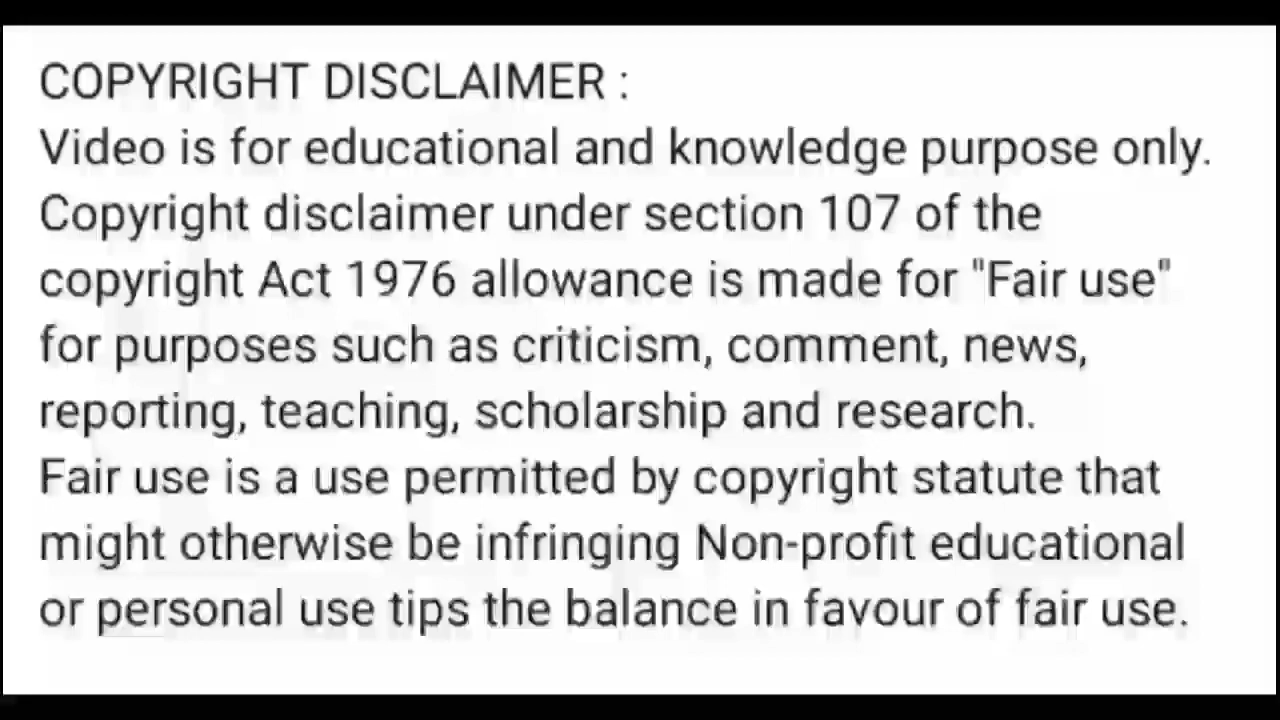 COPYRIGHT DISCLAIMER :
Video is for educational and knowledge purpose only.
Copyright disclaimer under section 107 of the
copyright Act 1976 allowance is made for "Fair use"
for purposes such as criticism, comment, news,
reporting, teaching, scholarship and research.
Fair use is a use permitted by copyright statute that
might otherwise be infringing Non-profit educational
or personal use tips the balance in favour of fair use.